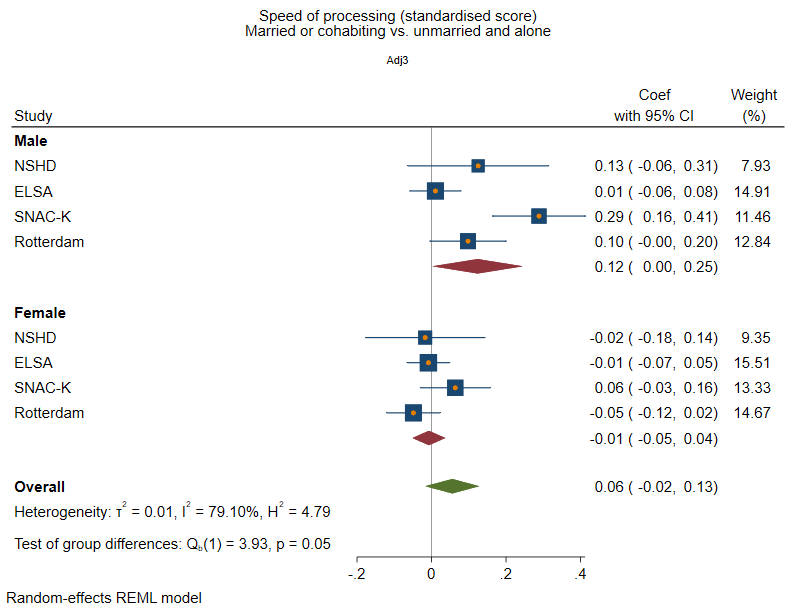 Speed of processing (standardised score)
Married or cohabiting vs. unmarried and alone
Adj3
Coef Weight
Study with 95% CI (%)
Male
NSHD 0.13 ( -0.06, 0.31) 7.93
ELSA 0.01 ( -0.06, 0.08) 14.91
SNAC-K 0.29 ( 0.16, 0.41) 11.46
Rotterdam 0.10 ( -0.00, 0.20) 12.84
0.12 ( 0.00, 0.25)
Female
NSHD -0.02 ( -0.18, 0.14) 9.35
ELSA -0.01 ( -0.07, 0.05) 15.51
SNAC-K 0.06 ( -0.03, 0.16) 13.33
Rotterdam -0.05 ( -0.12, 0.02) 14.67
-0.01 ( -0.05, 0.04)
Overall 0.06 ( -0.02, 0.13)
Heterogeneity: τ² = 0.01, I² = 79.10%, H² = 4.79
Test of group differences: Q_b(1) = 3.93, p = 0.05
-.2 0 .2 .4
Random-effects REML model